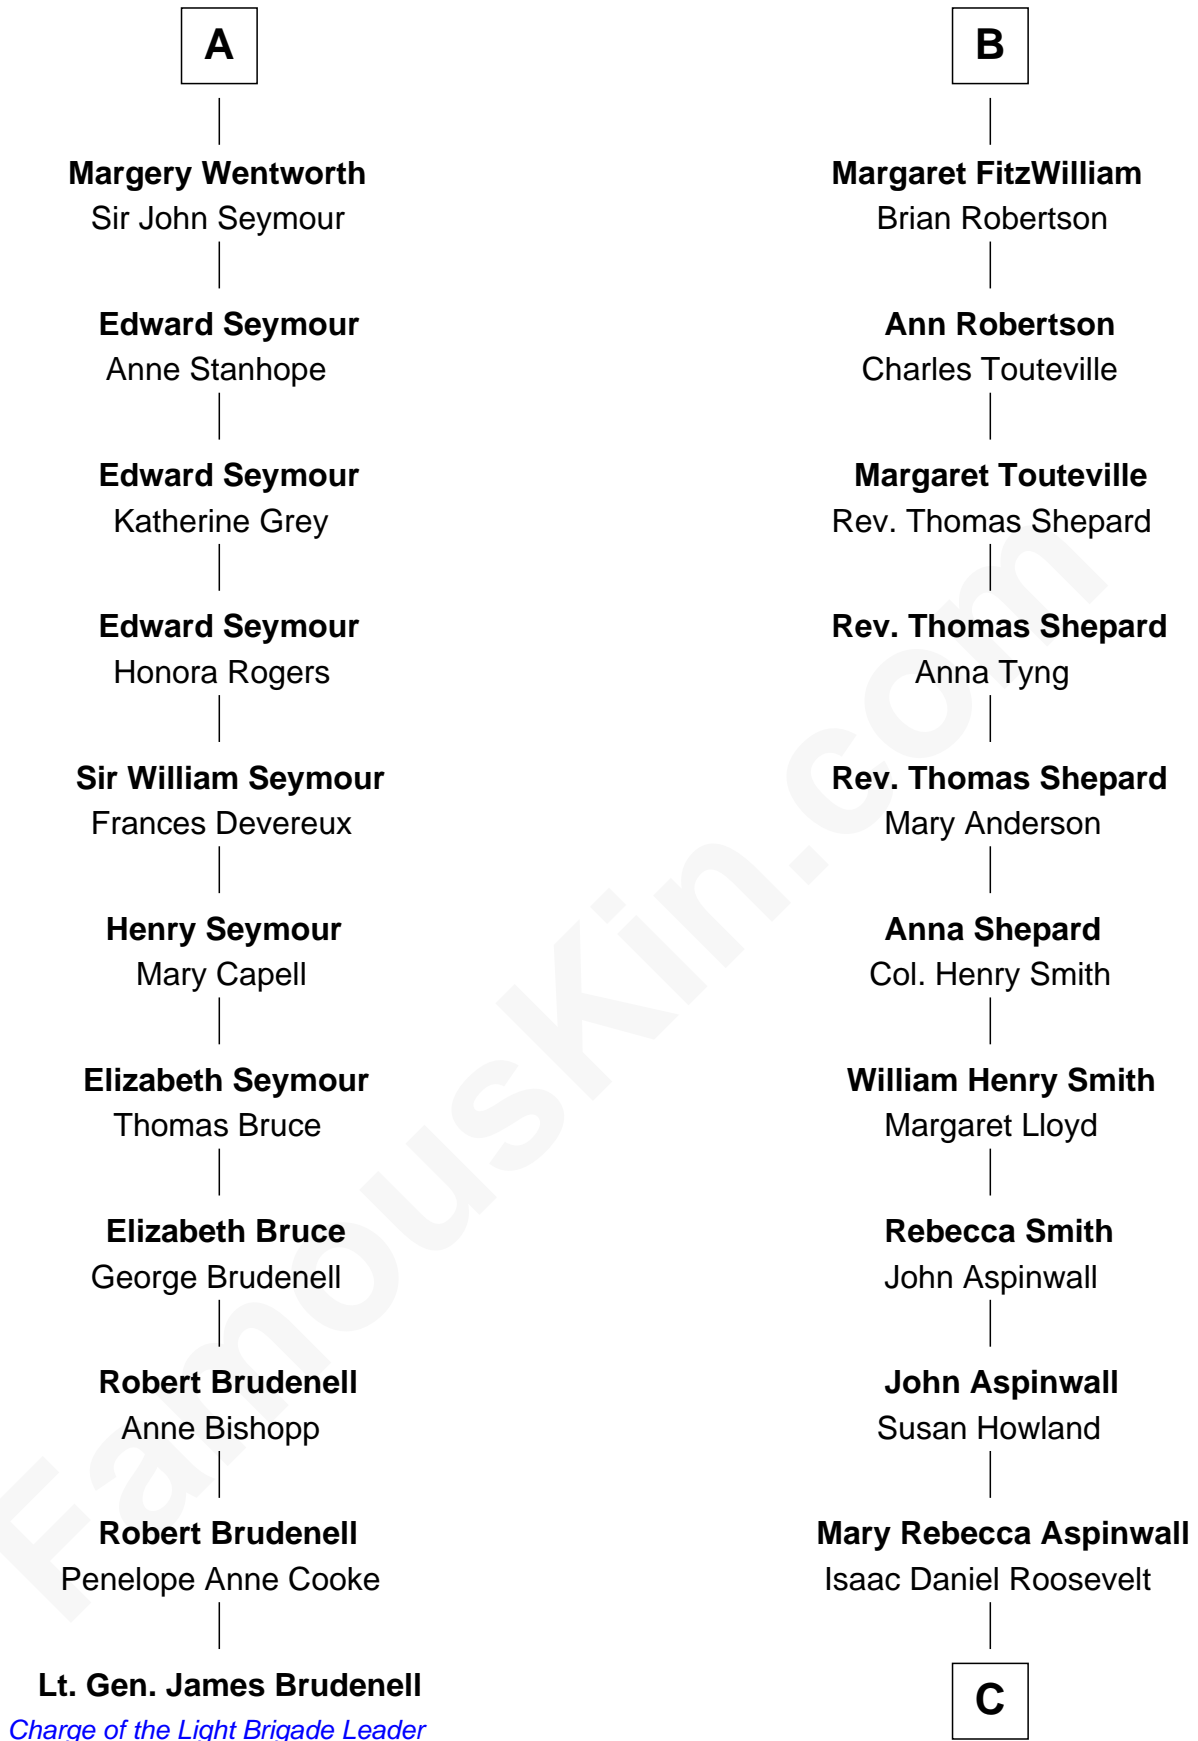 A
Margery Wentworth
Sir John Seymour
Edward Seymour
Anne Stanhope
Edward Seymour
Katherine Grey
Edward Seymour
Honora Rogers
Sir William Seymour
Frances Devereux
Henry Seymour
Mary Capell
Elizabeth Seymour
Thomas Bruce
Elizabeth Bruce
George Brudenell
Robert Brudenell
Anne Bishopp
Robert Brudenell
Penelope Anne Cooke
Lt. Gen. James Brudenell
Charge of the Light Brigade Leader
B
Margaret FitzWilliam
Brian Robertson
Ann Robertson
Charles Touteville
Margaret Touteville
Rev. Thomas Shepard
Rev. Thomas Shepard
Anna Tyng
Rev. Thomas Shepard
Mary Anderson
Anna Shepard
Col. Henry Smith
William Henry Smith
Margaret Lloyd
Rebecca Smith
John Aspinwall
John Aspinwall
Susan Howland
Mary Rebecca Aspinwall
Isaac Daniel Roosevelt
C
FamousKin.com